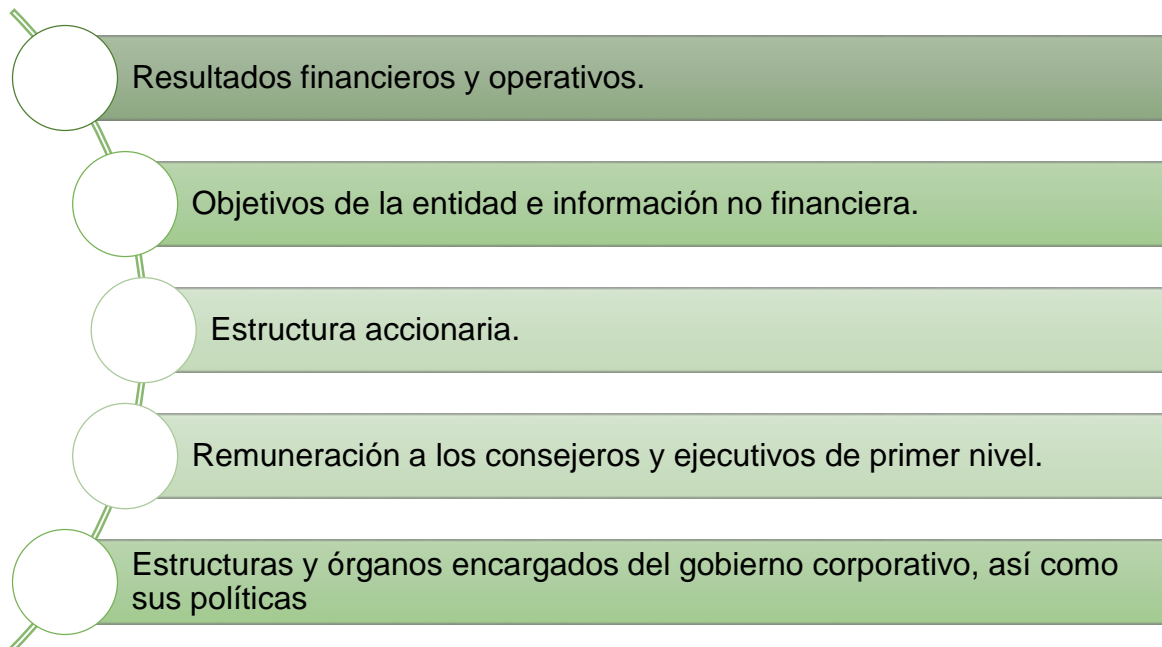 Resultados financieros y operativos.
Objetivos de la entidad e información no financiera.
Estructura accionaria.
Remuneración a los consejeros y ejecutivos de primer nivel.
Estructuras y órganos encargados del gobierno corporativo, así como
sus políticas